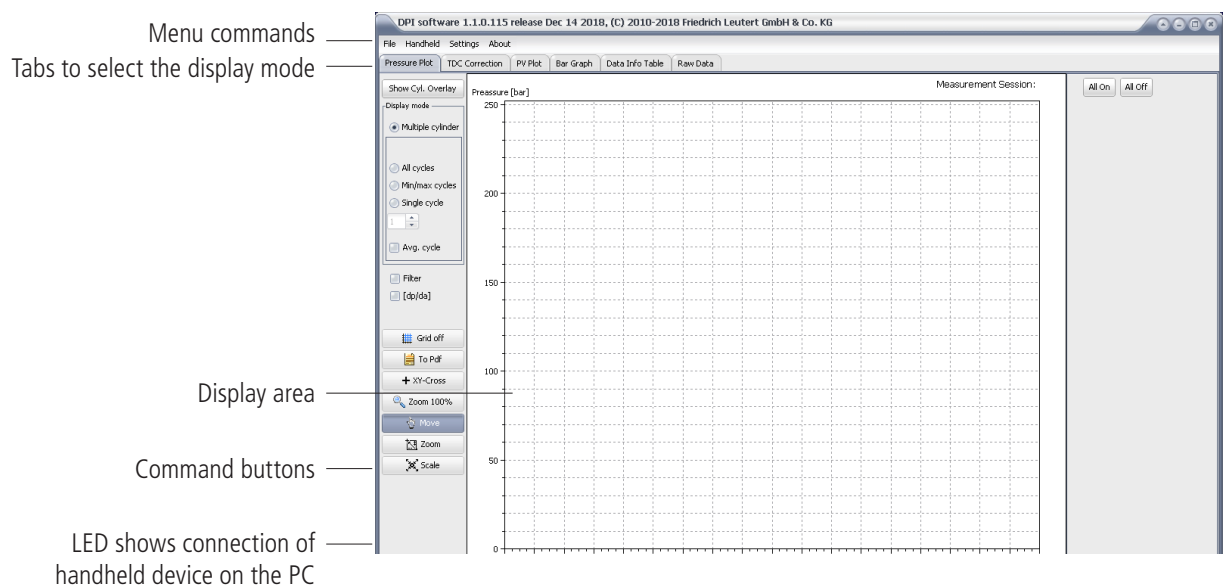 DPI software 1.1.0.115 release Dec 14 2018, (C) 2010-2018 Friedrich Leutert GmbH & Co. KG
Menu commands
File Handheld Settings About
Tabs to select the display mode
Pressure Plot TDC Correction PV Plot Bar Graph Data Info Table Raw Data
Show Cyl. Overlay
Preassure [bar]
Measurement Session:
All On All Off
Display mode
250
Multiple cylinder
All cycles
Min/max cycles
200
Single cycle
1
Avg. cycle
Filter
150
[dp/da]
Grid off
To Pdf
100
XY-Cross
Display area
Zoom 100%
Move
Zoom
Command buttons
Scale
50
LED shows connection of
handheld device on the PC
0